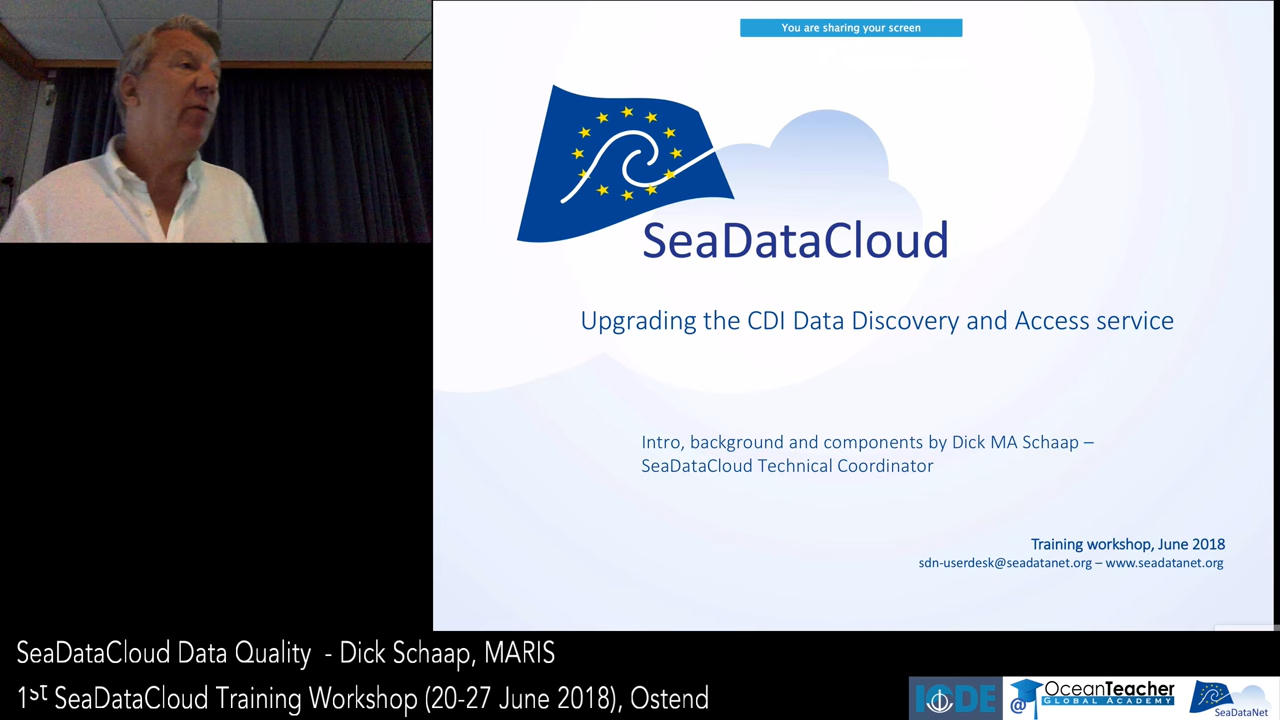 You are sharing your screen
SeaDataCloud
Upgrading the CDI Data Discovery and Access service
Intro, background and components by Dick MA Schaap –
SeaDataCloud Technical Coordinator
Training workshop, June 2018
sdn-userdesk@seadatanet.org – www.seadatanet.org
SeaDataCloud Data Quality - Dick Schaap, MARIS
1st SeaDataCloud Training Workshop (20-27 June 2018), Ostend
IODE
@ OceanTeacher
GLOBAL ACADEMY
SeaDataNet